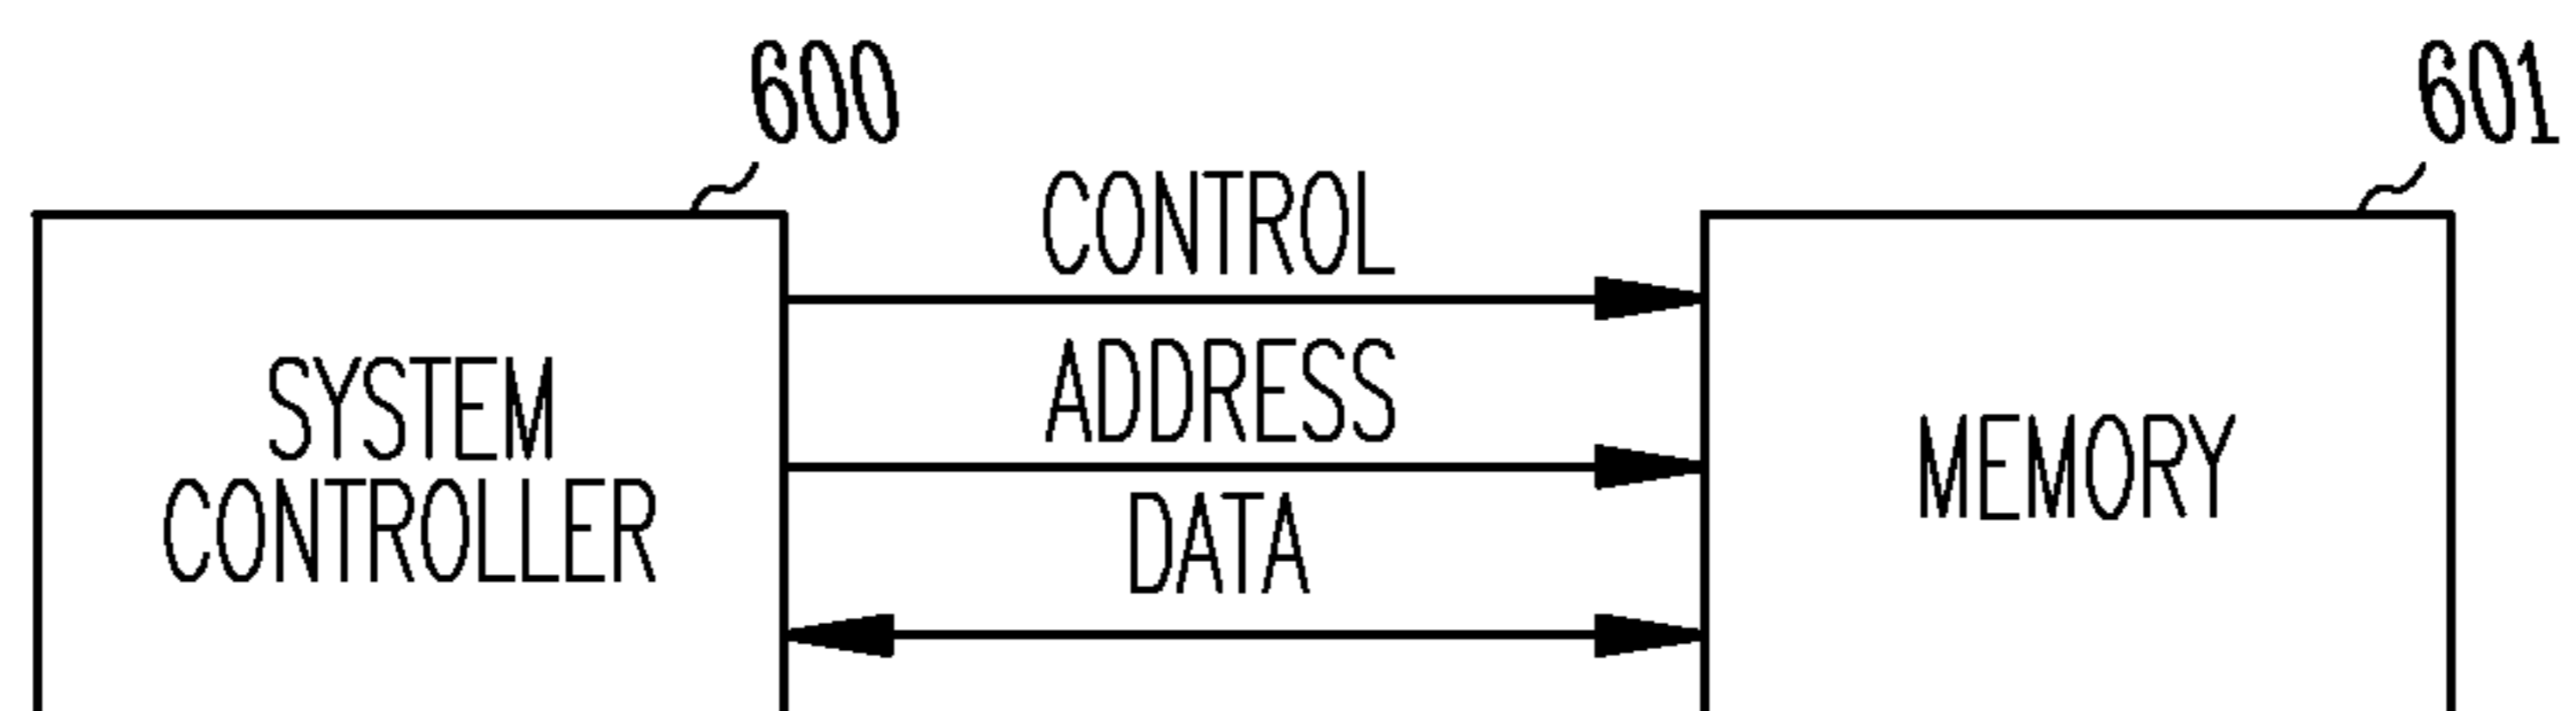 600
601
CONTROL
ADDRESS
SYSTEM
CONTROLLER
MEMORY
DATA